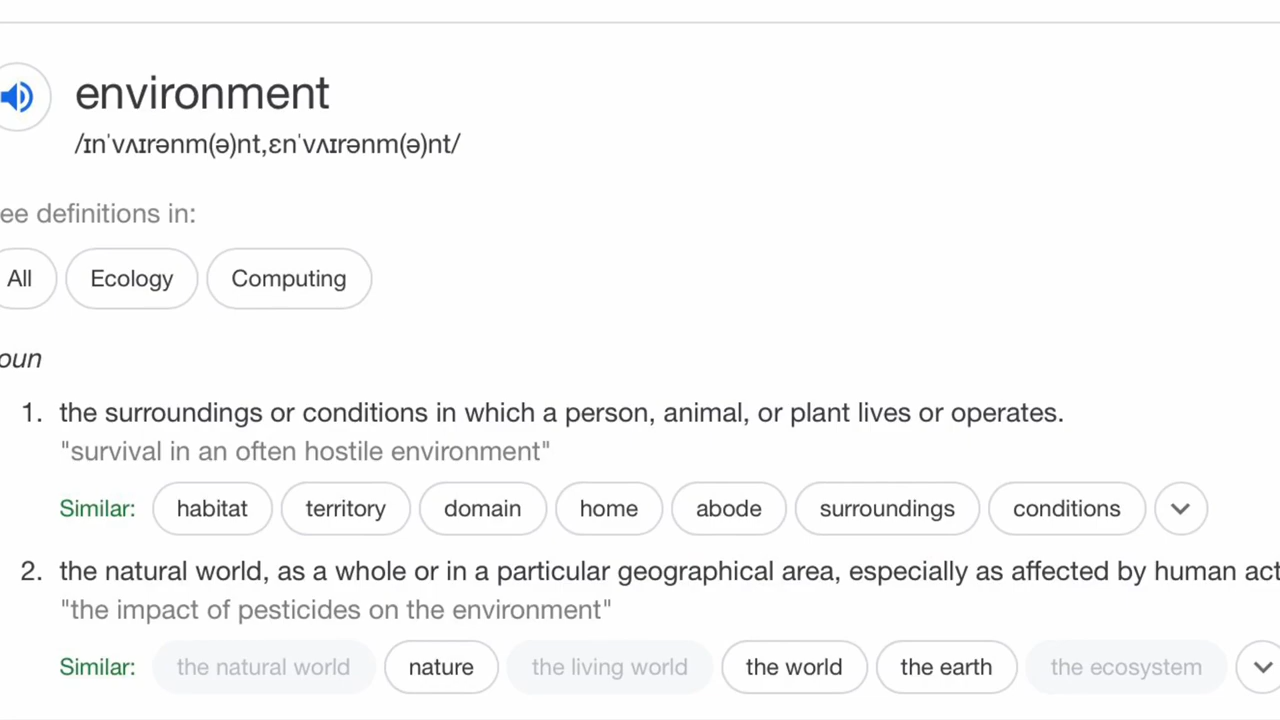 environment
/ɪnˈvʌɪrənm(ə)nt,ɛnˈvʌɪrənm(ə)nt/
ee definitions in:
All Ecology Computing
oun
1. the surroundings or conditions in which a person, animal, or plant lives or operates.
"survival in an often hostile environment"
Similar: habitat territory domain home abode surroundings conditions
2. the natural world, as a whole or in a particular geographical area, especially as affected by human act
"the impact of pesticides on the environment"
Similar: the natural world nature the living world the world the earth the ecosystem